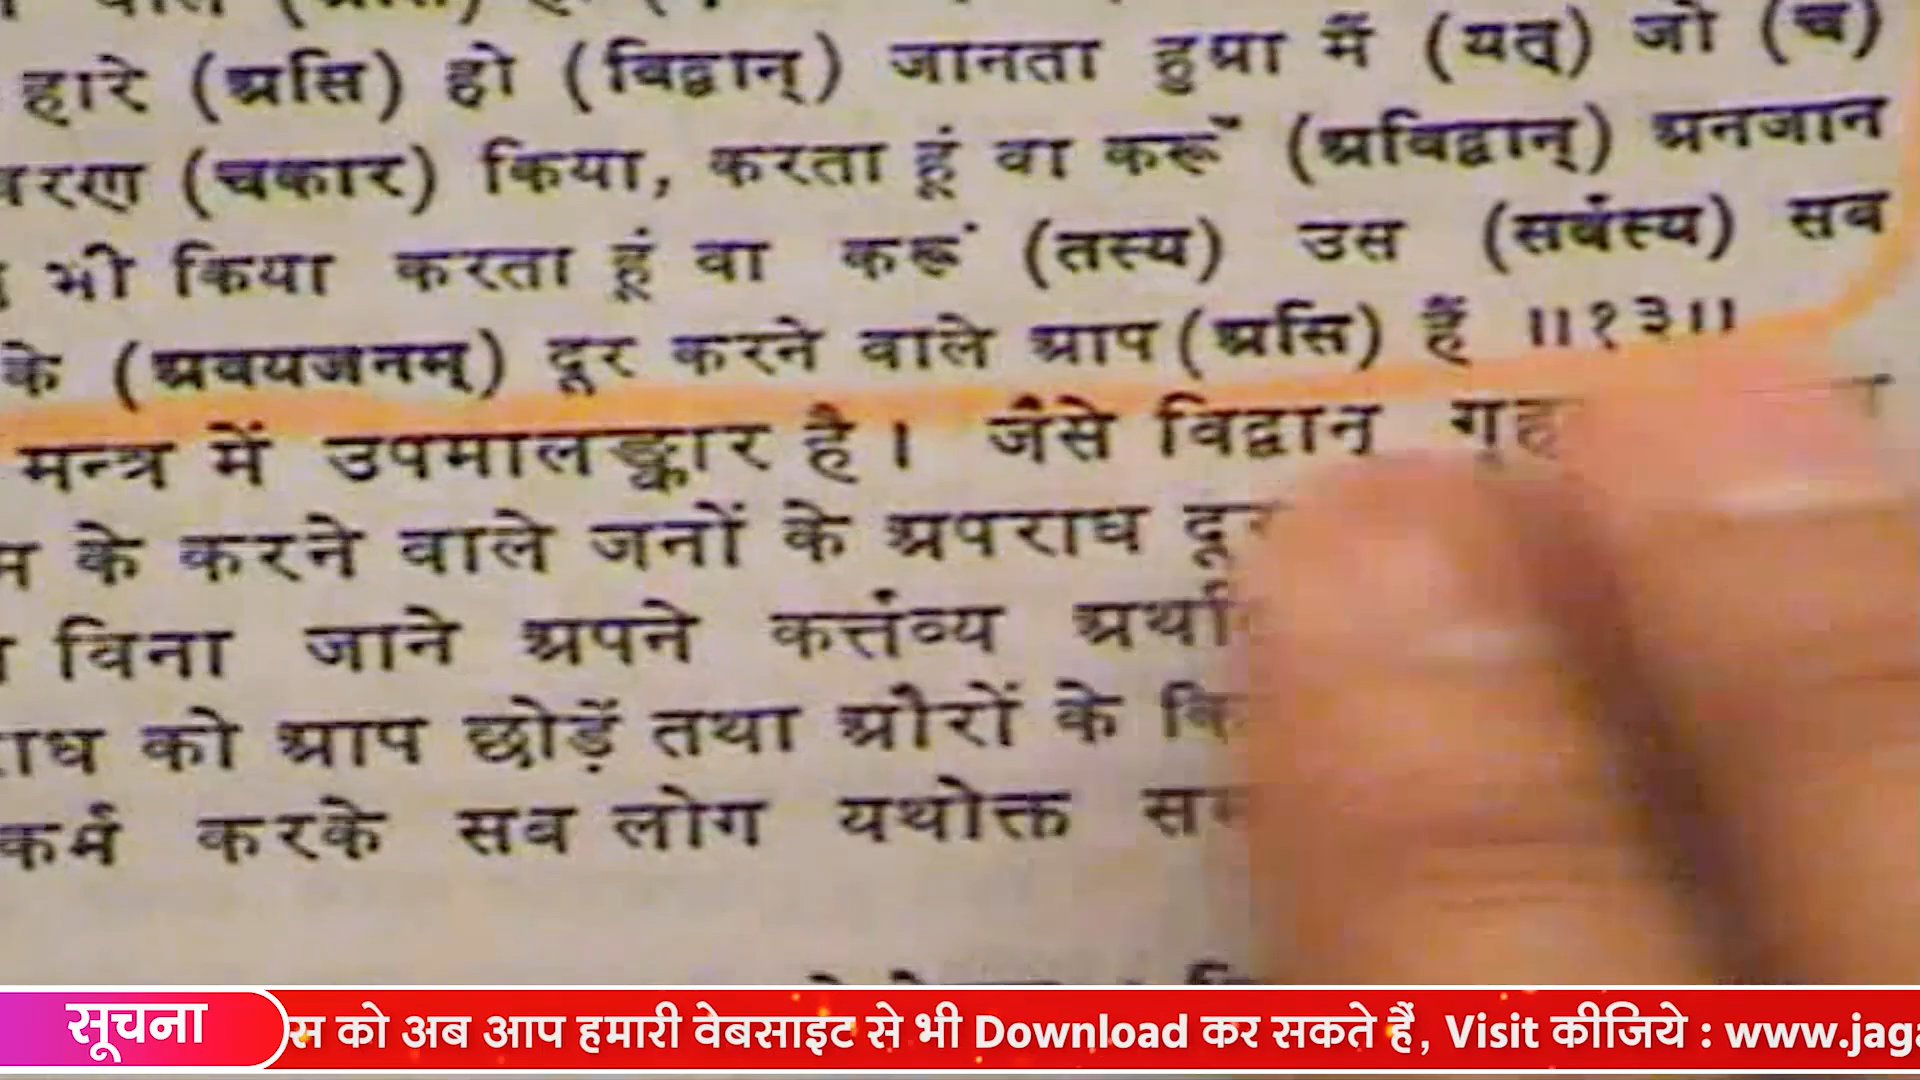 हारे (असि) हो (विद्वान्) जानता हुआ मैं (यत्) जो (च)
चरण (चकार) किया, करता हूं वा करूँ (अविद्वान्) अनजान
भी किया करता हूं वा करूं (तस्य) उस (सर्वस्य) सब
के (अवयजनम्) दूर करने वाले आप (असि) हैं ॥१३॥
मन्त्र में उपमालङ्कार है। जैसे विद्वान्
के करने वाले जनों के अपराध
विना जाने अपने कर्त्तव्य
राध को आप छोड़ें तथा औरों के
कर्म करके सब लोग यथोक्त
सूचना
स को अब आप हमारी वेबसाइट से भी Download कर सकते हैं, Visit कीजिये : www.jaga